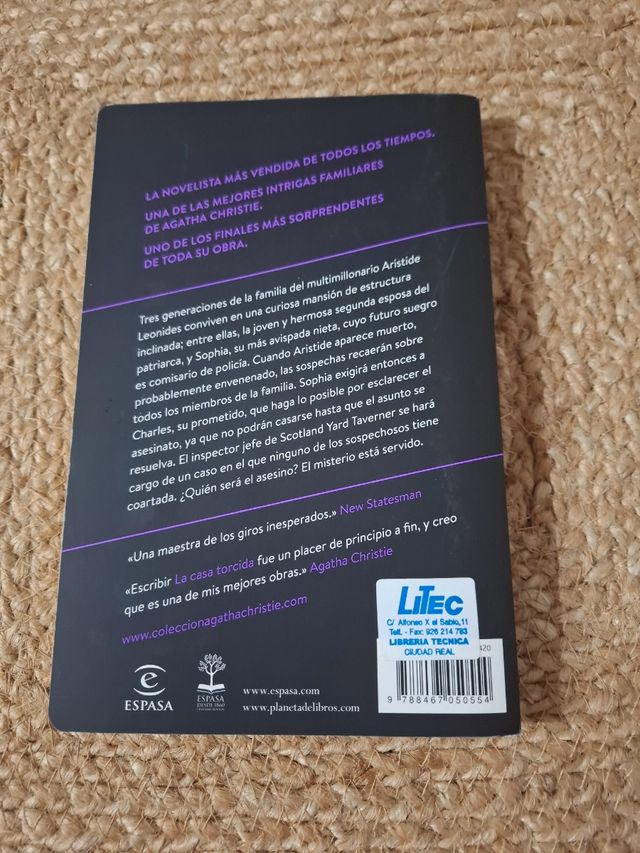 LA NOVELISTA MÁS VENDIDA DE TODOS LOS TIEMPOS.
UNA DE LAS MEJORES INTRIGAS FAMILIARES
DE AGATHA CHRISTIE.
UNO DE LOS FINALES MÁS SORPRENDENTES
DE TODA SU OBRA.
Tres generaciones de la familia del multimillonario Aristide
Leonides conviven en una curiosa mansión de estructura
inclinada; entre ellas, la joven y hermosa segunda esposa del
patriarca, y Sophia, su más avispada nieta, cuyo futuro suegro
es comisario de policía. Cuando Aristide aparece muerto,
probablemente envenenado, las sospechas recaerán sobre
todos los miembros de la familia. Sophia exigirá entonces a
Charles, su prometido, que haga lo posible por esclarecer el
asesinato, ya que no podrán casarse hasta que el asunto se
resuelva. El inspector jefe de Scotland Yard Taverner se hará
cargo de un caso en el que ninguno de los sospechosos tiene
coartada. ¿Quién será el asesino? El misterio está servido.
«Una maestra de los giros inesperados.» New Statesman
«Escribir La casa torcida fue un placer de principio a fin, y creo
que es una de mis mejores obras.» Agatha Christie
www.coleccionagathachristie.com
LiTEC
C/ Alfonso X el Sabio, 11
Telf. - Fax: 926 214 783
LIBRERIA TECNICA
CIUDAD REAL
420
9 788467 050554
ESPASA
ESPASA
DESDE 1860
www.espasa.com
www.planetadelibros.com